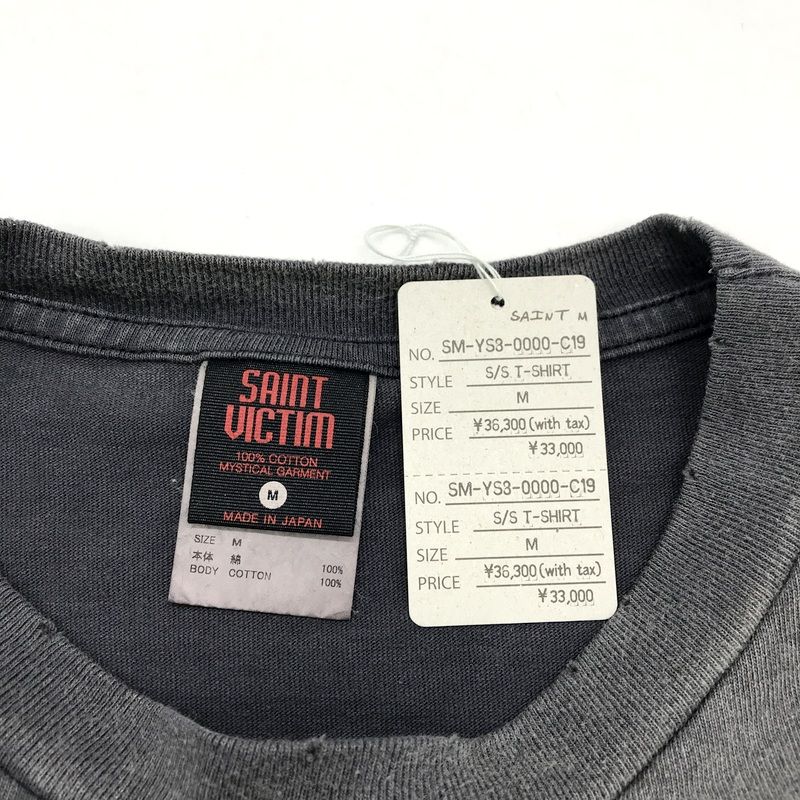 SAINT
VICTIM
100% COTTON
MYSTICAL GARMENT
M
MADE IN JAPAN
SIZE M
本体 綿 100%
BODY COTTON 100%
SAINT M
NO. SM-YS3-0000-C19
STYLE S/S T-SHIRT
SIZE M
PRICE ¥36,300(with tax)
¥33,000
NO. SM-YS3-0000-C19
STYLE S/S T-SHIRT
SIZE M
PRICE ¥36,300(with tax)
¥33,000